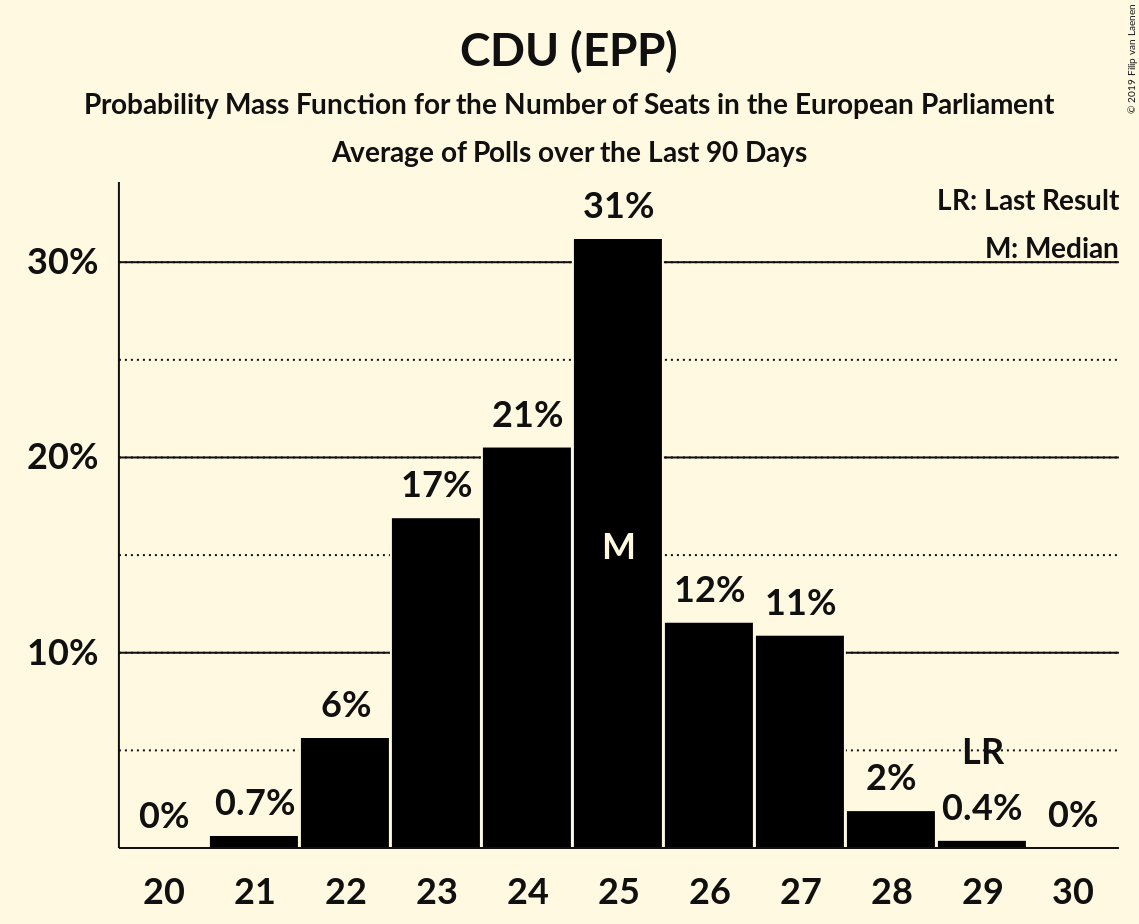 CDU (EPP)
Probability Mass Function for the Number of Seats in the European Parliament
Average of Polls over the Last 90 Days
© 2019 Filip van Laenen
LR: Last Result
M: Median
30%
20%
10%
0%
0.7%
6%
17%
21%
31%
M
12%
11%
2%
LR
0.4%
0%
20 21 22 23 24 25 26 27 28 29 30